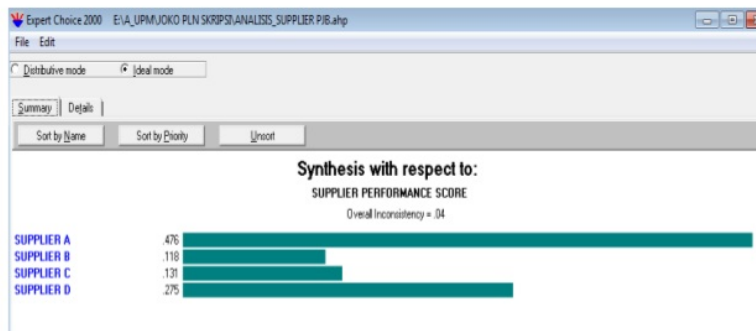 Expert Choice 2000 E:\A_UPM\JOKO PLN SKRIPSI\ANALISIS_SUPPLIER PJB.ahp
File Edit
Distributive mode Ideal mode
Summary Details
Sort by Name Sort by Priority Unsort
Synthesis with respect to:
SUPPLIER PERFORMANCE SCORE
Overall Inconsistency = .04
SUPPLIER A .476
SUPPLIER B .118
SUPPLIER C .131
SUPPLIER D .275